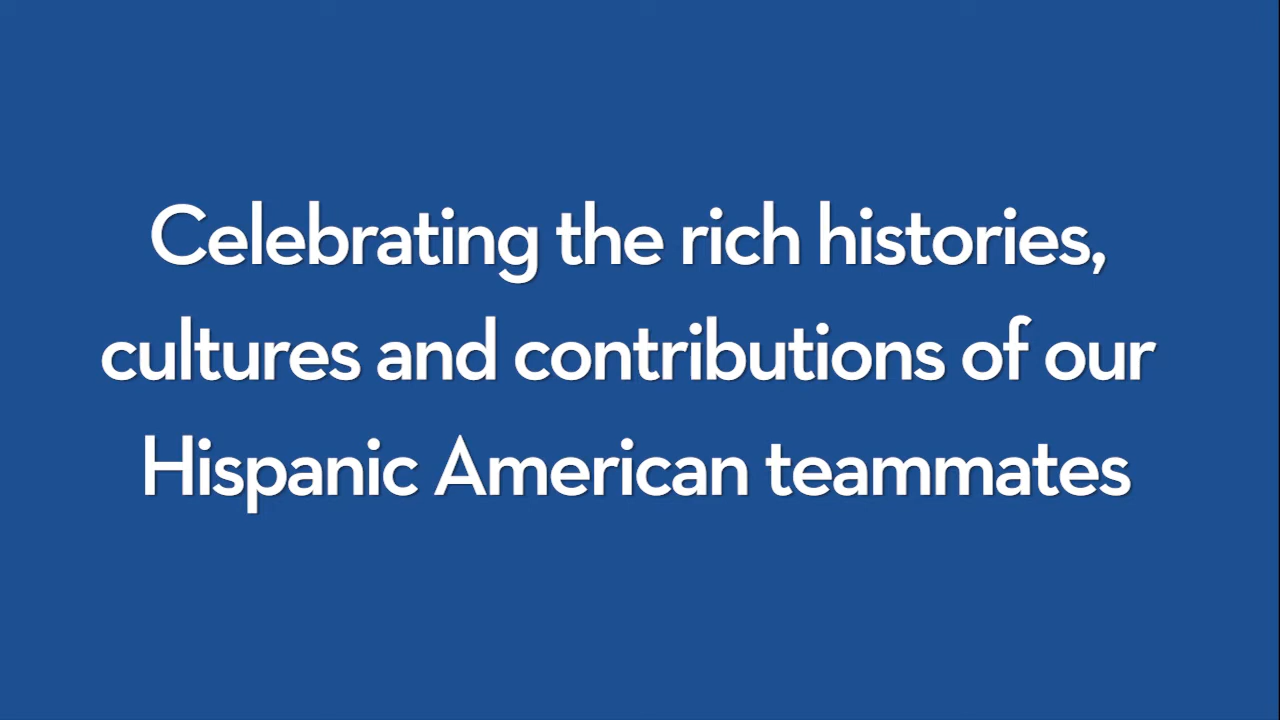 Celebrating the rich histories,
cultures and contributions of our
Hispanic American teammates